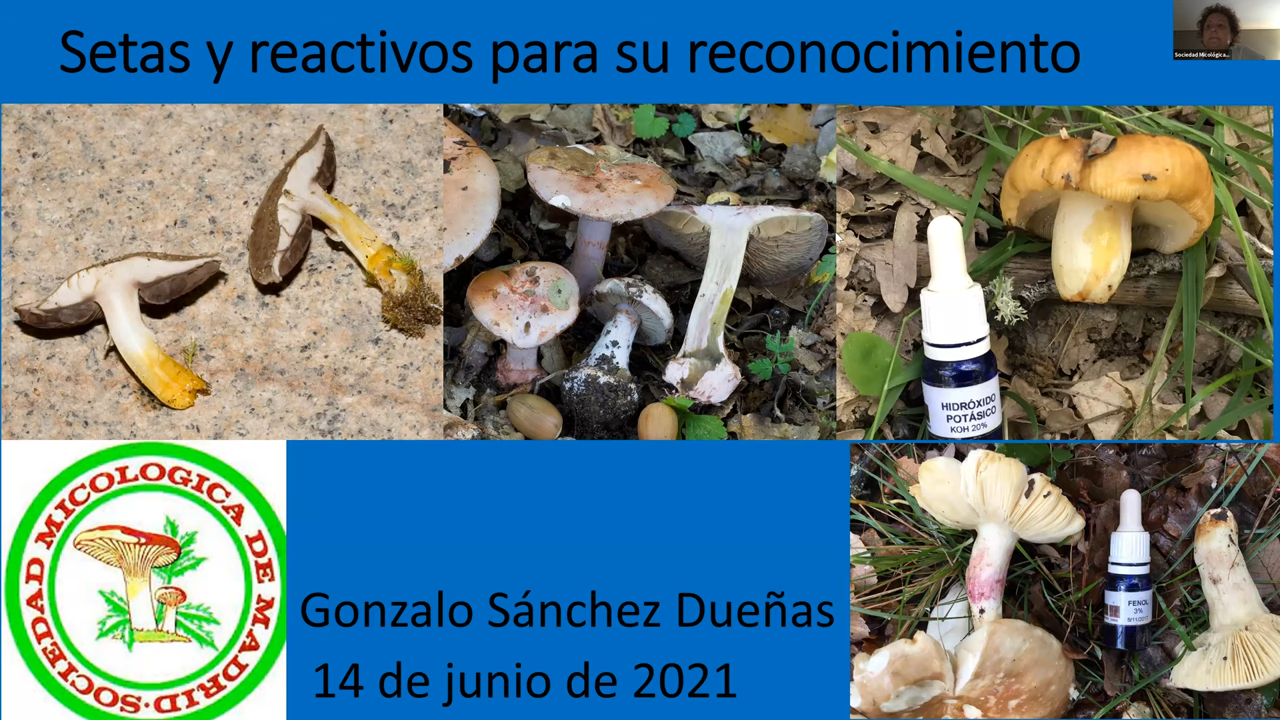 Setas y reactivos para su reconocimiento
Sociedad Micológica...
HIDRÓXIDO
POTÁSICO
KOH 20%
SOCIEDAD MICOLOGICA DE MADRID
Gonzalo Sánchez Dueñas
14 de junio de 2021
FENOL
3%